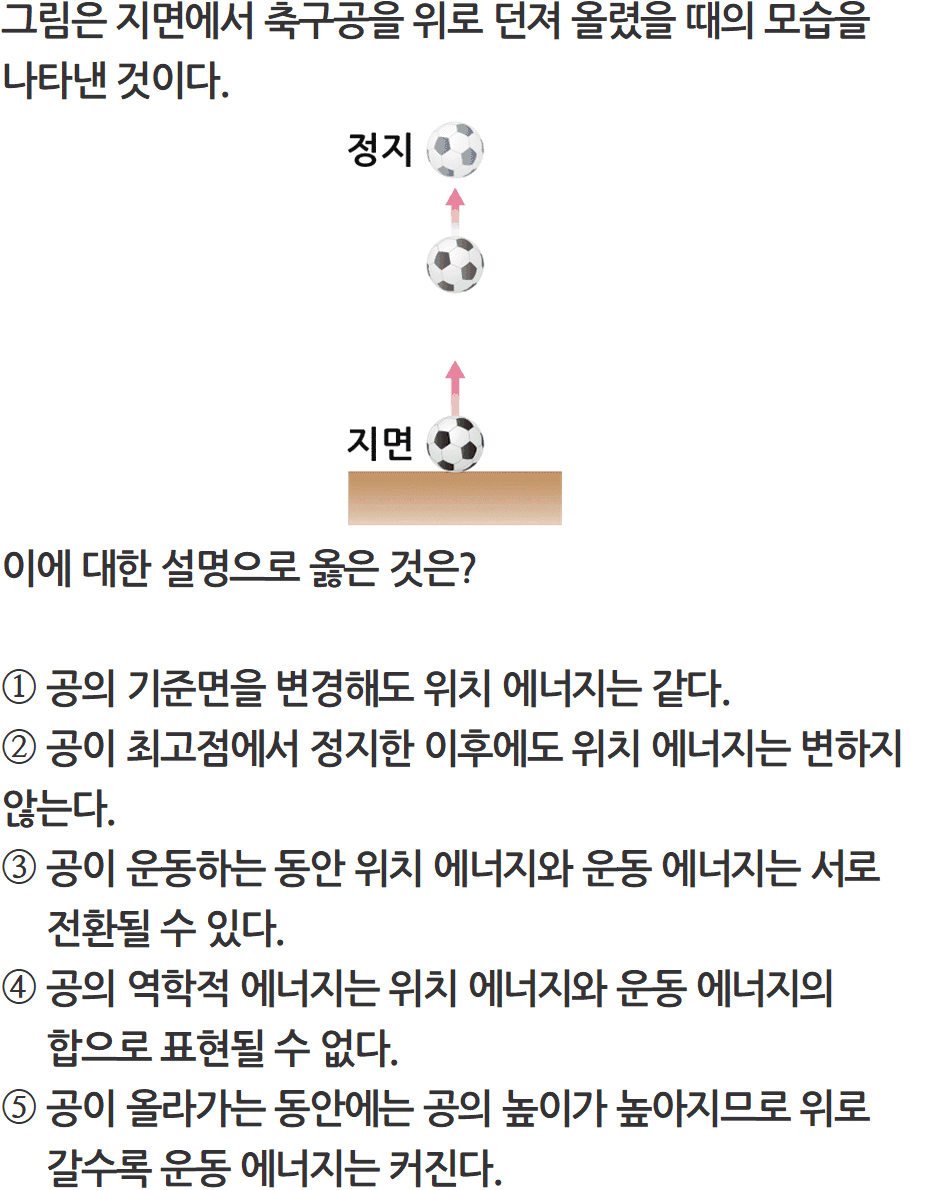 그림은 지면에서 축구공을 위로 던져 올렸을 때의 모습을
나타낸 것이다.
정지
지면
이에 대한 설명으로 옳은 것은?
① 공의 기준면을 변경해도 위치 에너지는 같다.
② 공이 최고점에서 정지한 이후에도 위치 에너지는 변하지
않는다.
③ 공이 운동하는 동안 위치 에너지와 운동 에너지는 서로
전환될 수 있다.
④ 공의 역학적 에너지는 위치 에너지와 운동 에너지의
합으로 표현될 수 없다.
⑤ 공이 올라가는 동안에는 공의 높이가 높아지므로 위로
갈수록 운동 에너지는 커진다.